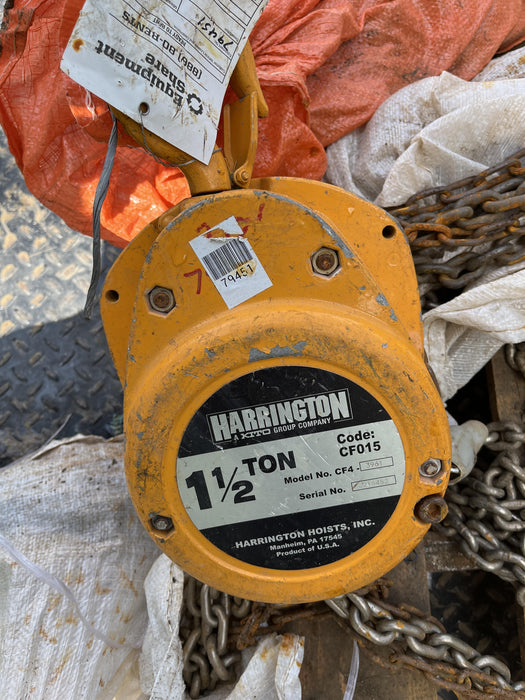 Equipment
Share
(888) 80-RENTS
79451
79451
HARRINGTON
A KITO GROUP COMPANY
Code:
CF015
1 1/2 TON
Model No. CF4 - 3961
Serial No.
HARRINGTON HOISTS, INC.
Manheim, PA 17545
Product of U.S.A.